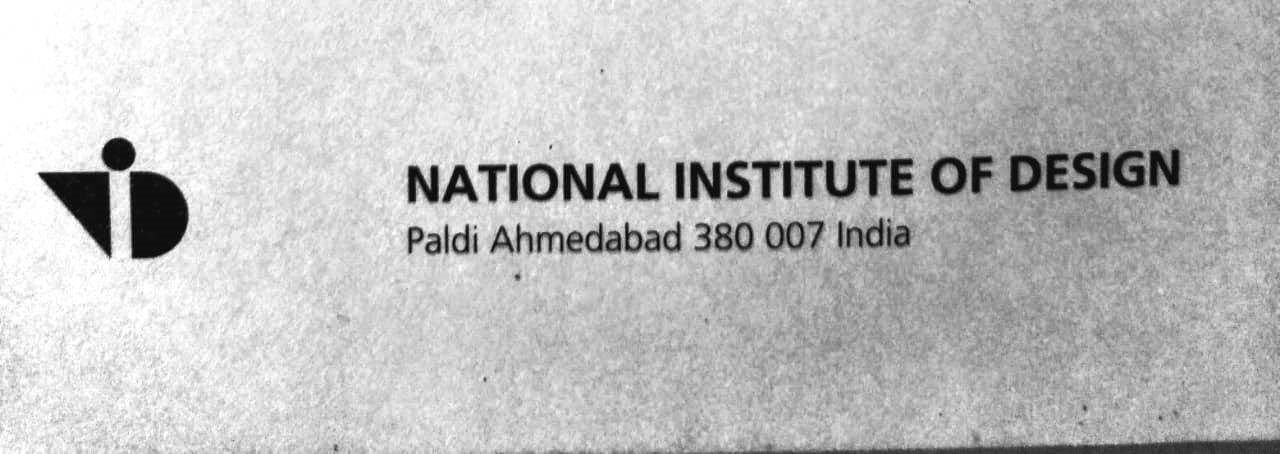 NATIONAL INSTITUTE OF DESIGN
Paldi Ahmedabad 380 007 India